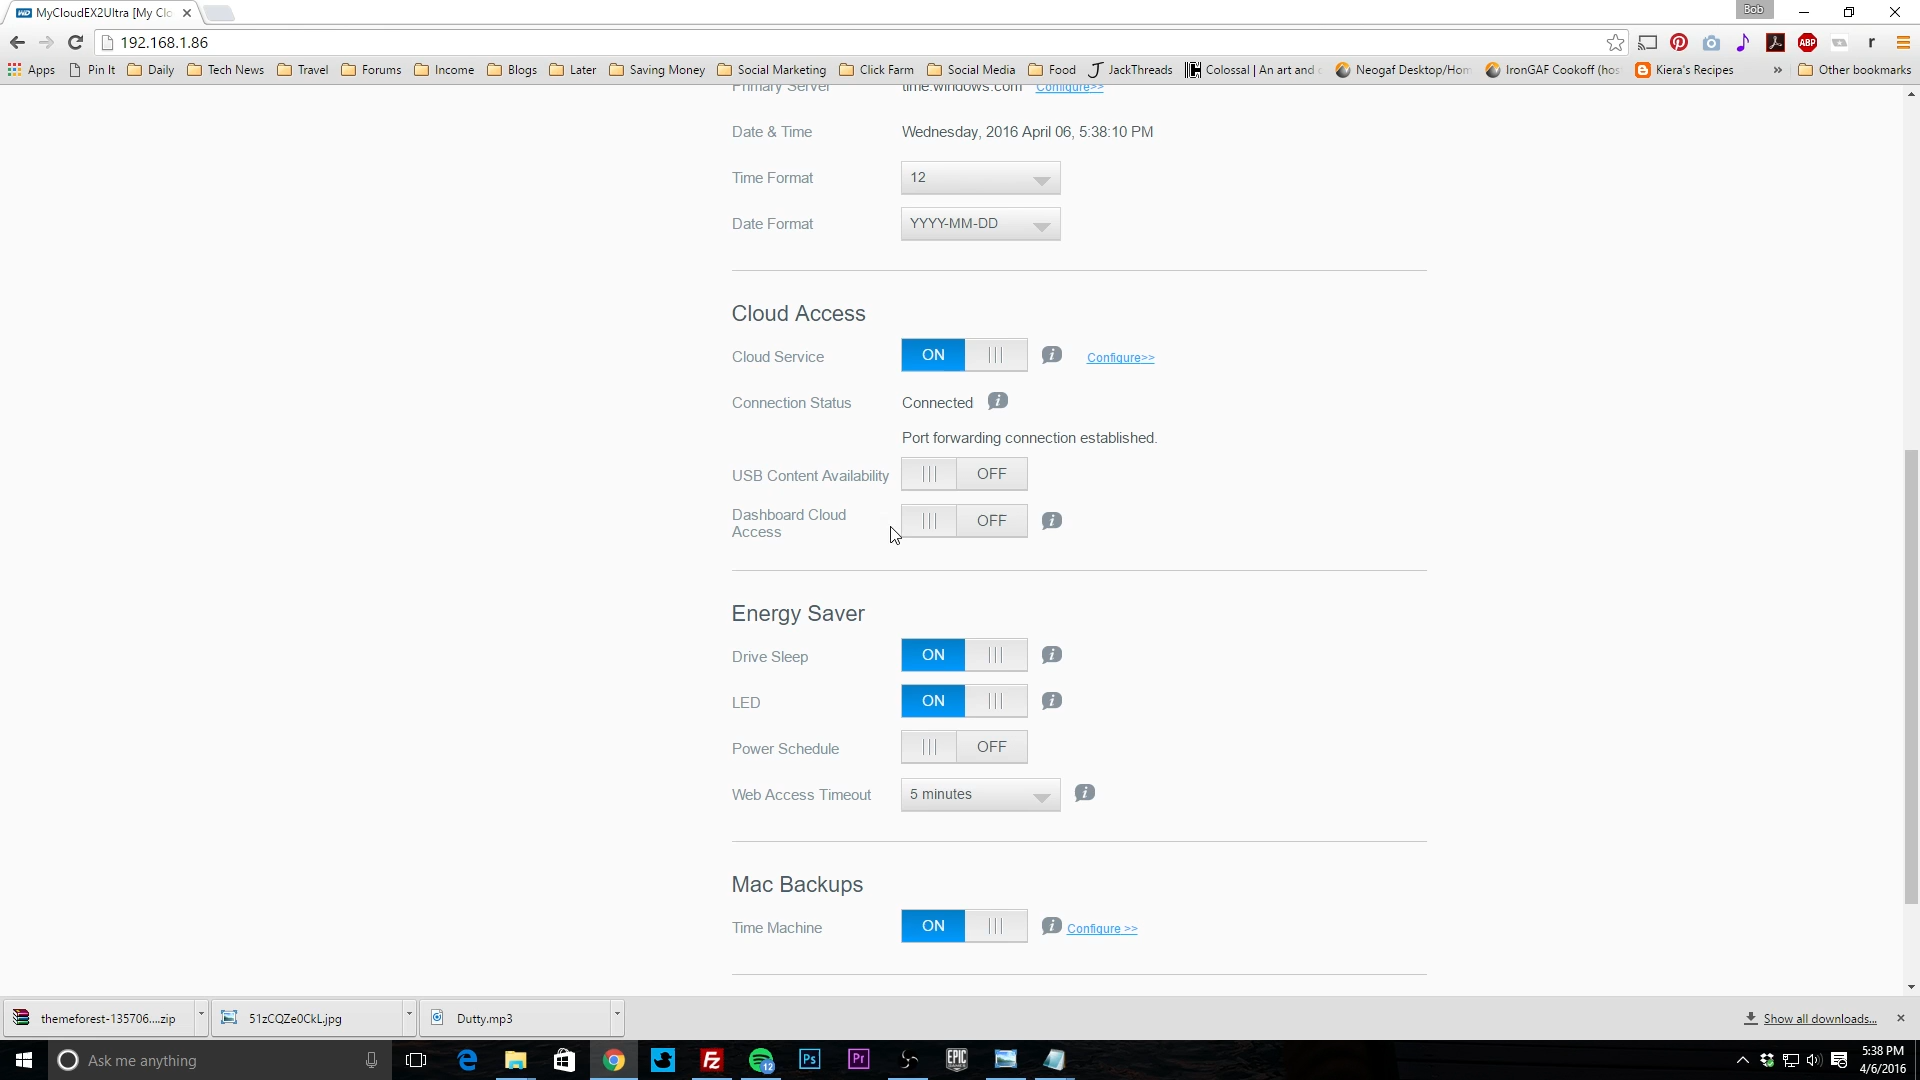 MyCloudEX2Ultra [My Clo
Bob
192.168.1.86
Apps
Pin It
Daily
Tech News
Travel
Forums
Income
Blogs
Later
Saving Money
Social Marketing
Click Farm
Social Media
Food
JackThreads
Colossal | An art and
Neogaf Desktop/Hom
IronGAF Cookoff (hos
Kiera's Recipes
»
Other bookmarks
Primary Server time.windows.com Configure>>
Date & Time Wednesday, 2016 April 06, 5:38:10 PM
Time Format 12
Date Format YYYY-MM-DD
Cloud Access
Cloud Service ON Configure>>
Connection Status Connected
Port forwarding connection established.
USB Content Availability OFF
Dashboard Cloud
Access
OFF
Energy Saver
Drive Sleep ON
LED ON
Power Schedule OFF
Web Access Timeout 5 minutes
Mac Backups
Time Machine ON Configure >>
themeforest-135706....zip
51zCQZe0CkL.jpg
Dutty.mp3
Show all downloads...
Ask me anything
12
Ps
Pr
EPIC
5:38 PM
4/6/2016